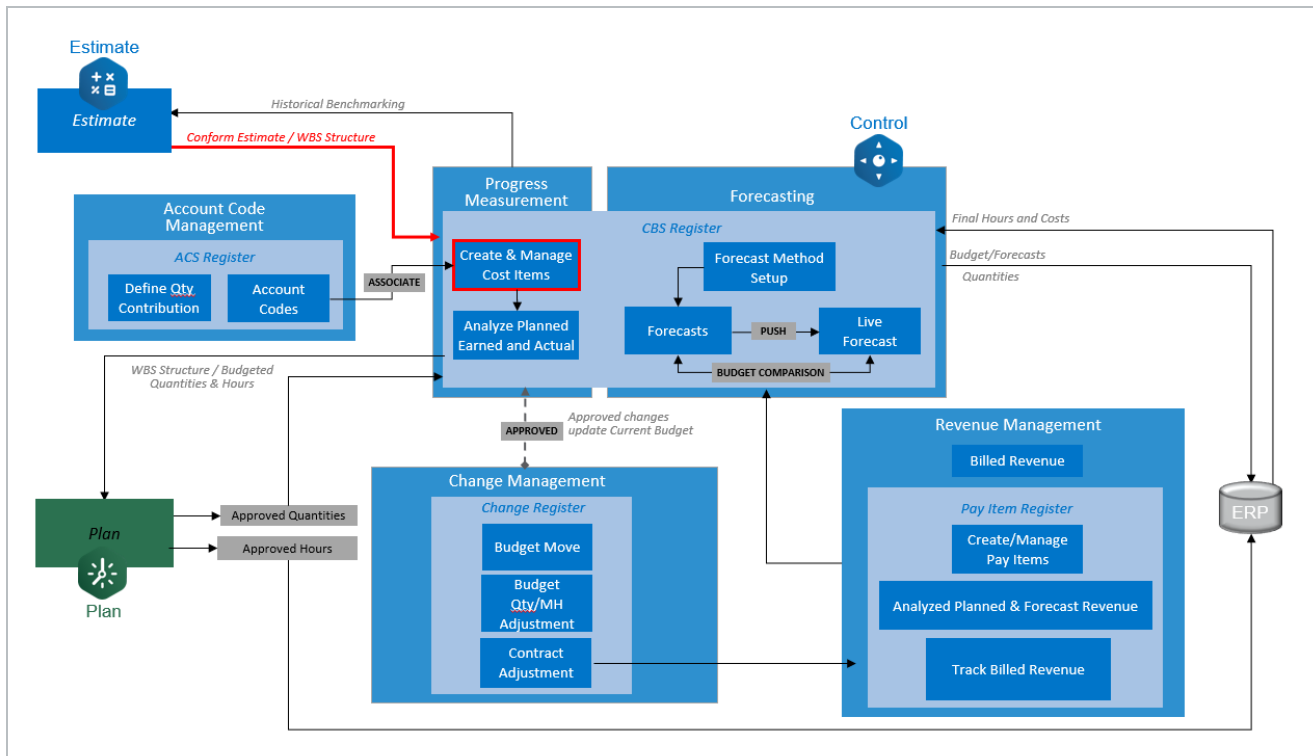 Estimate
Estimate
Historical Benchmarking
Conform Estimate / WBS Structure
Control
Progress
Measurement
Forecasting
Account Code
Management
ACS Register
Define Qty
Contribution
Account
Codes
ASSOCIATE
CBS Register
Create & Manage
Cost Items
Analyze Planned
Earned and Actual
Forecast Method
Setup
Forecasts
PUSH
Live
Forecast
BUDGET COMPARISON
Final Hours and Costs
Budget/Forecasts
Quantities
WBS Structure / Budgeted
Quantities & Hours
APPROVED
Approved changes
update Current Budget
Revenue Management
Billed Revenue
Pay Item Register
Create/Manage
Pay Items
Analyzed Planned & Forecast Revenue
Track Billed Revenue
ERP
Change Management
Change Register
Budget Move
Budget
Qty/MH
Adjustment
Contract
Adjustment
Plan
Plan
Approved Quantities
Approved Hours